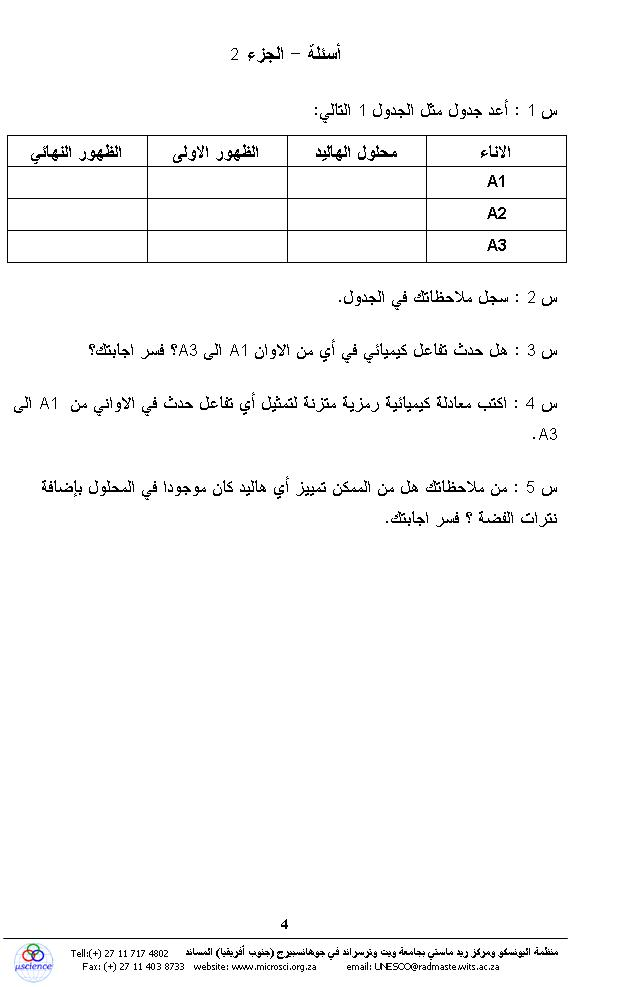 أسئلة – الجزء 2
س 1 : أعد جدول مثل الجدول 1 التالي:
الاناء محلول الهاليد الظهور الاولى الظهور النهائي
A1
A2
A3
س 2 : سجل ملاحظاتك في الجدول.
س 3 : هل حدث تفاعل كيميائي في أي من الاوان A1 الى A3؟ فسر اجابتك؟
س 4 : اكتب معادلة كيميائية رمزية متزنة لتمثيل أي تفاعل حدث في الاواني من A1 الى
A3.
س 5 : من ملاحظاتك هل من الممكن تمييز أي هاليد كان موجودا في المحلول بإضافة
نترات الفضة ؟ فسر اجابتك.
4
منظمة اليونسكو ومركز ريد ماستي بجامعة ويت وترسراند في جوهانسبيرج (جنوب أفريقيا) المساند Tell:(+) 27 11 717 4802
Fax: (+) 27 11 403 8733 website: www.microsci.org.za email: UNESCO@radmaste.wits.ac.za
µscience